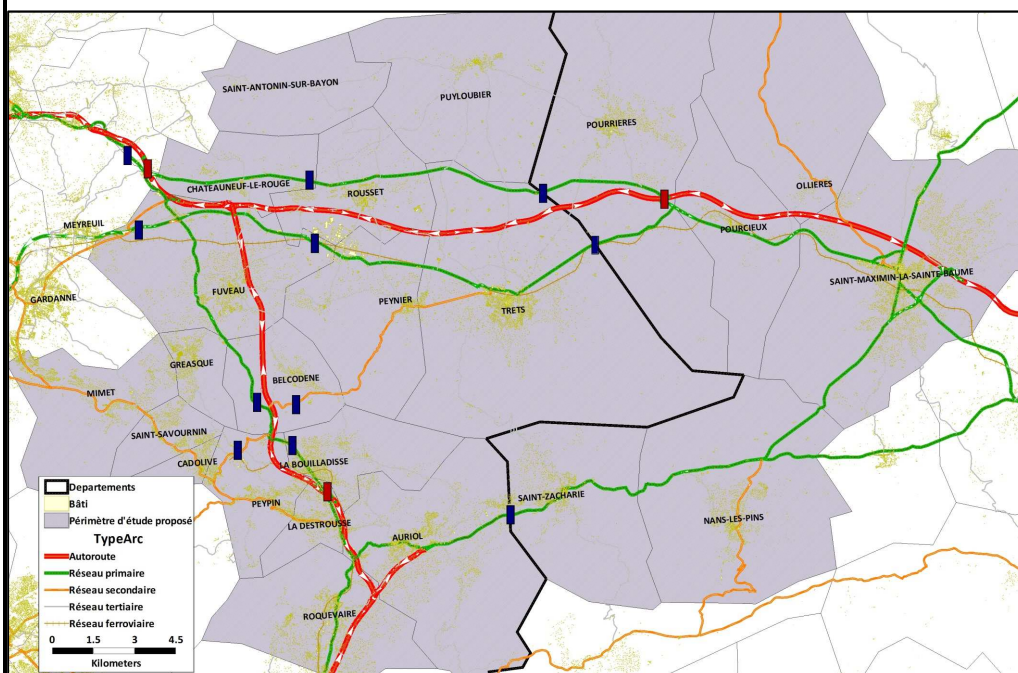 SAINT-ANTONIN-SUR-BAYON
PUYLOUBIER
POURRIERES
CHATEAUNEUF-LE-ROUGE
ROUSSET
OLLIERES
MEYREUIL
POURCIEUX
SAINT-MAXIMIN-LA-SAINTE-BAUME
GARDANNE
FUVEAU
PEYNIER
TRETS
GREASQUE
BELCODENE
MIMET
SAINT-SAVOURNIN
CADOLIVE
LA BOUILLADISSE
PEYPIN
SAINT-ZACHARIE
LA DESTROUSSE
NANS-LES-PINS
AURIOL
ROQUEVAIRE
Departements
Bâti
Périmètre d'étude proposé
TypeArc
Autoroute
Réseau primaire
Réseau secondaire
Réseau tertiaire
Réseau ferroviaire
0 1.5 3 4.5
Kilometers